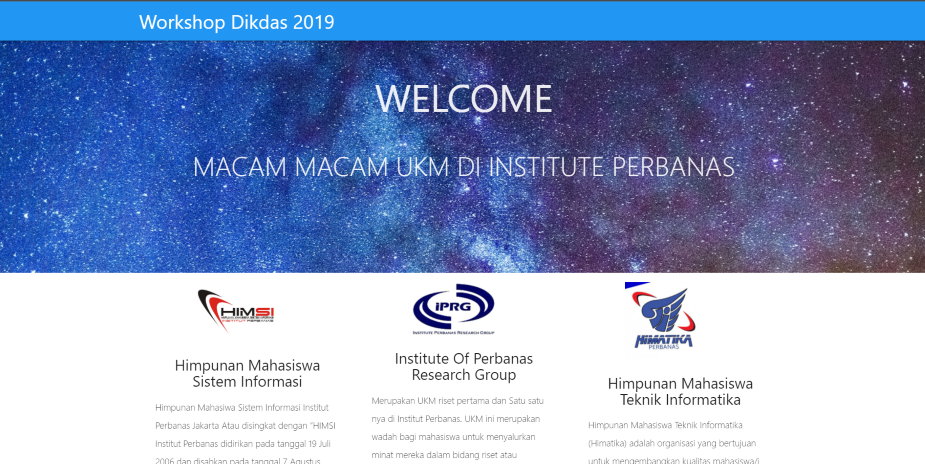 Workshop Dikdas 2019
WELCOME
MACAM MACAM UKM DI INSTITUTE PERBANAS
HIMSI
INSTITUT PERBANAS
Himpunan Mahasiswa
Sistem Informasi
Himpunan Mahasiwa Sistem Informasi Institut
Perbanas Jakarta Atau disingkat dengan "HIMSI
Institut Perbanas didirikan pada tanggal 19 Juli
2006 dan disahkan pada tanggal 7 Agustus
iPRG
INSTITUTE PERBANAS RESEARCH GROUP
Institute Of Perbanas
Research Group
Merupakan UKM riset pertama dan Satu satu
nya di Institut Perbanas. UKM ini merupakan
wadah bagi mahasiswa untuk menyalurkan
minat mereka dalam bidang riset atau
HIMATIKA
PERBANAS
Himpunan Mahasiswa
Teknik Informatika
Himpunan Mahasiswa Teknik Informatika
(Himatika) adalah organisasi yang bertujuan
untuk mengembangkan kualitas mahasiswa/i